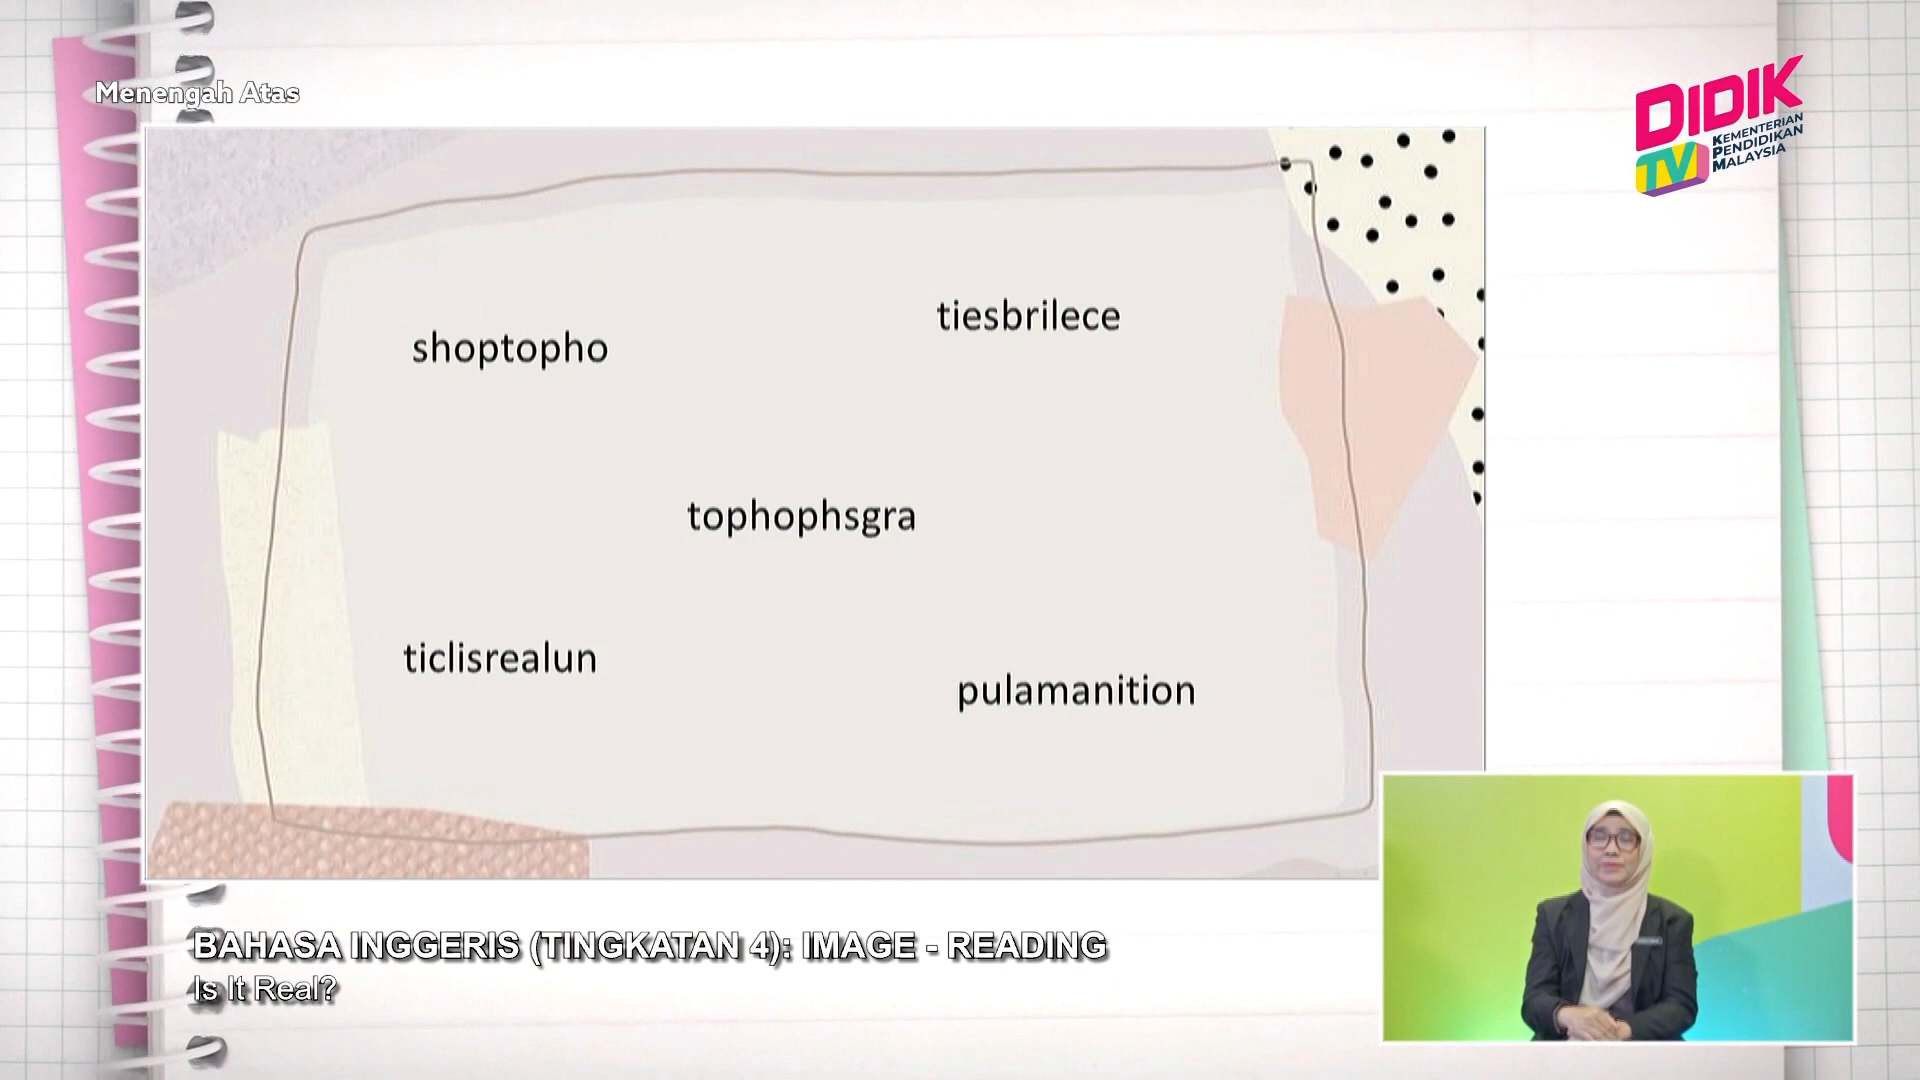 Menengah Atas
DIDIK
TV
KEMENTERIAN
PENDIDIKAN
MALAYSIA
tiesbrilece
shoptopho
tophophsgra
ticlisrealun
pulamanition
BAHASA INGGERIS (TINGKATAN 4): IMAGE - READING
Is It Real?